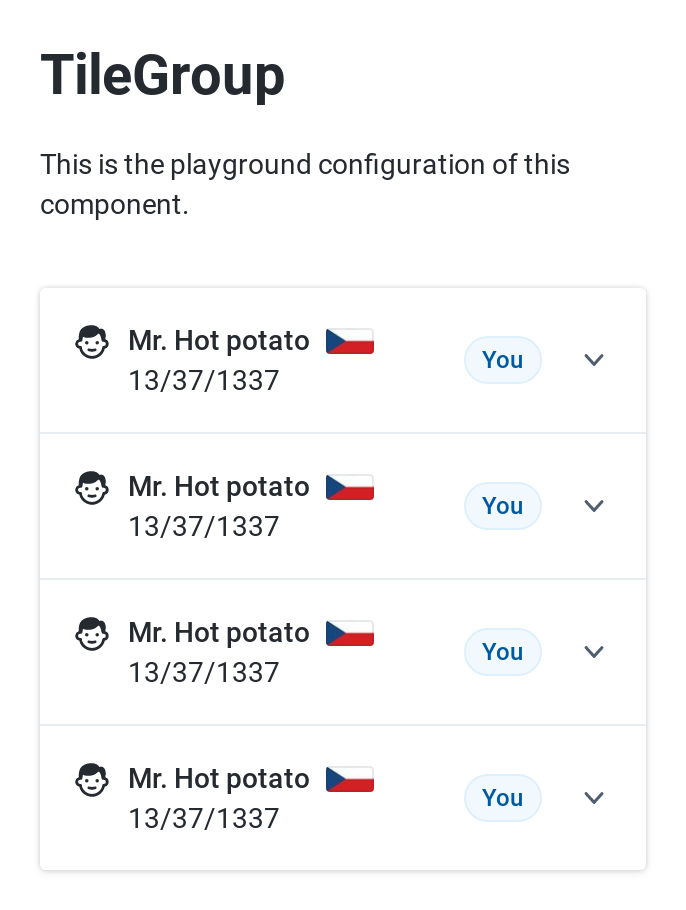 TileGroup
This is the playground configuration of this
component.
Mr. Hot potato
13/37/1337
You
Mr. Hot potato
13/37/1337
You
Mr. Hot potato
13/37/1337
You
Mr. Hot potato
13/37/1337
You